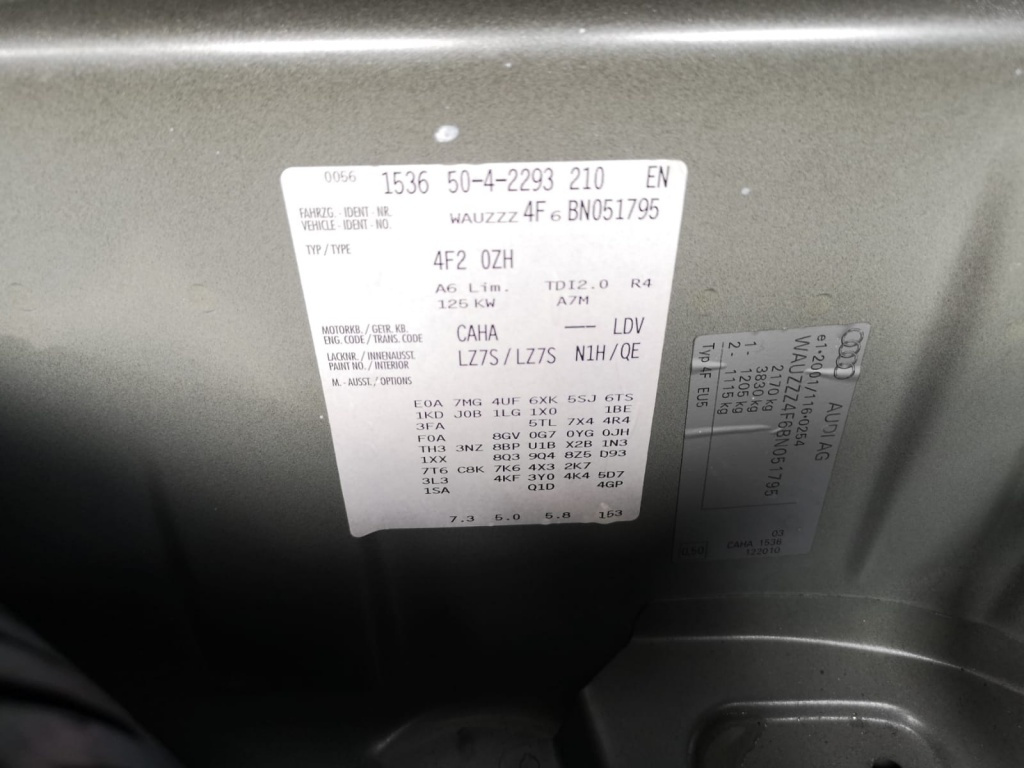 0056 1536 50-4-2293 210 EN
FAHRZG.-IDENT-NR.
VEHICLE-IDENT-NO. WAUZZZ 4F 6 BN051795
TYP / TYPE
4F2 0ZH
A6 Lim. TDI2.0 R4
125 KW A7M
MOTORKB. / GETR. KB.
ENG. CODE / TRANS. CODE CAHA --- LDV
LACKNR. / INNENAUSST.
PAINT NO. / INTERIOR LZ7S/LZ7S N1H/QE
M.- AUSST. / OPTIONS
E0A 7MG 4UF 6XK 5SJ 6TS
1KD J0B 1LG 1X0 1BE
3FA 5TL 7X4 4R4
F0A 8GV 0G7 0YG 0JH
TH3 3NZ 8BP U1B X2B 1N3
1XX 8Q3 9Q4 8Z5 D93
7T6 C8K 7K6 4X3 2K7
3L3 4KF 3Y0 4K4 5D7
1SA Q1D 4GP
7.3 5.0 5.8 153
AUDI AG
e1*2001/116*0254
WAUZZZ4F6BN051795
2170 kg
3830 kg
1- 1205 kg
2- 1115 kg
Typ 4F EU5
03
CAHA 1536
122010